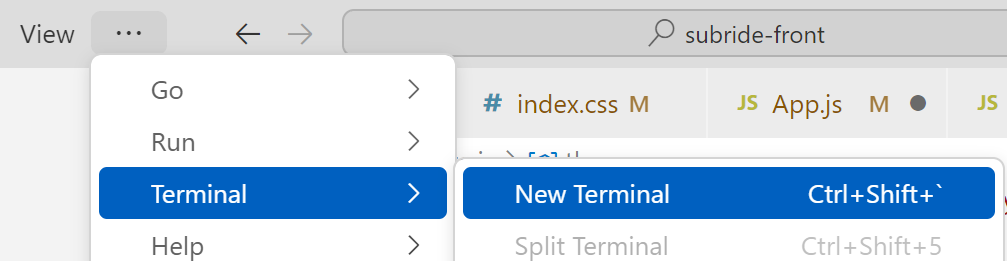 View ... subride-front
Go
# index.css M JS App.js M JS
Run
Terminal
New Terminal Ctrl+Shift+`
Help
Split Terminal Ctrl+Shift+5